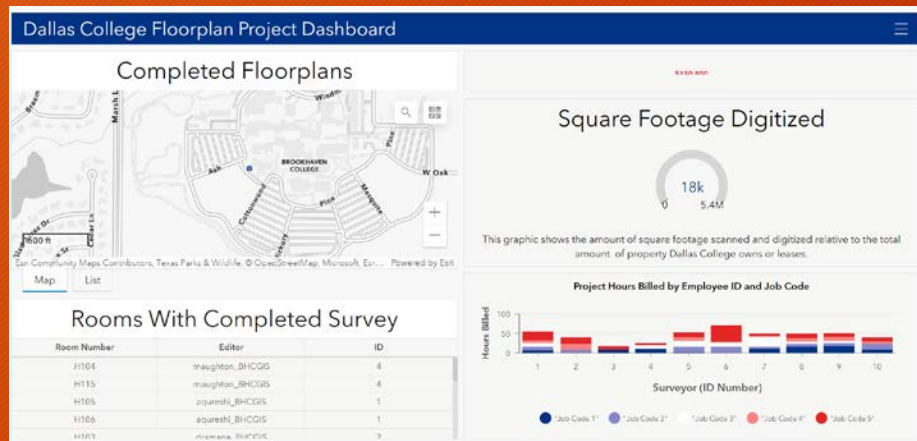 Dallas College Floorplan Project Dashboard
Completed Floorplans
Marsh L
Windm
Pine
Ash
BROOKHAVEN
COLLEGE
W Oak
Cottonwood
Pine
Mesquite
Cedar Ln
600 ft
Esri Community Maps Contributors, Texas Parks & Wildlife, © OpenStreetMap, Microsoft, Esr... Powered by Esri
Map List
Rooms With Completed Survey
Room Number Editor ID
H104 maughton_BHCGIS 4
H115 maughton_BHCGIS 4
H105 aqureshi_BHCGIS 1
H106 aqureshi_BHCGIS 1
Square Footage Digitized
18k
0 5.4M
This graphic shows the amount of square footage scanned and digitized relative to the total
amount of property Dallas College owns or leases.
Project Hours Billed by Employee ID and Job Code
Hours Billed
100
50
0
1 2 3 4 5 6 7 8 9 10
Surveyor (ID Number)
"Job Code 1" "Job Code 2" "Job Code 3" "Job Code 4" "Job Code 5"